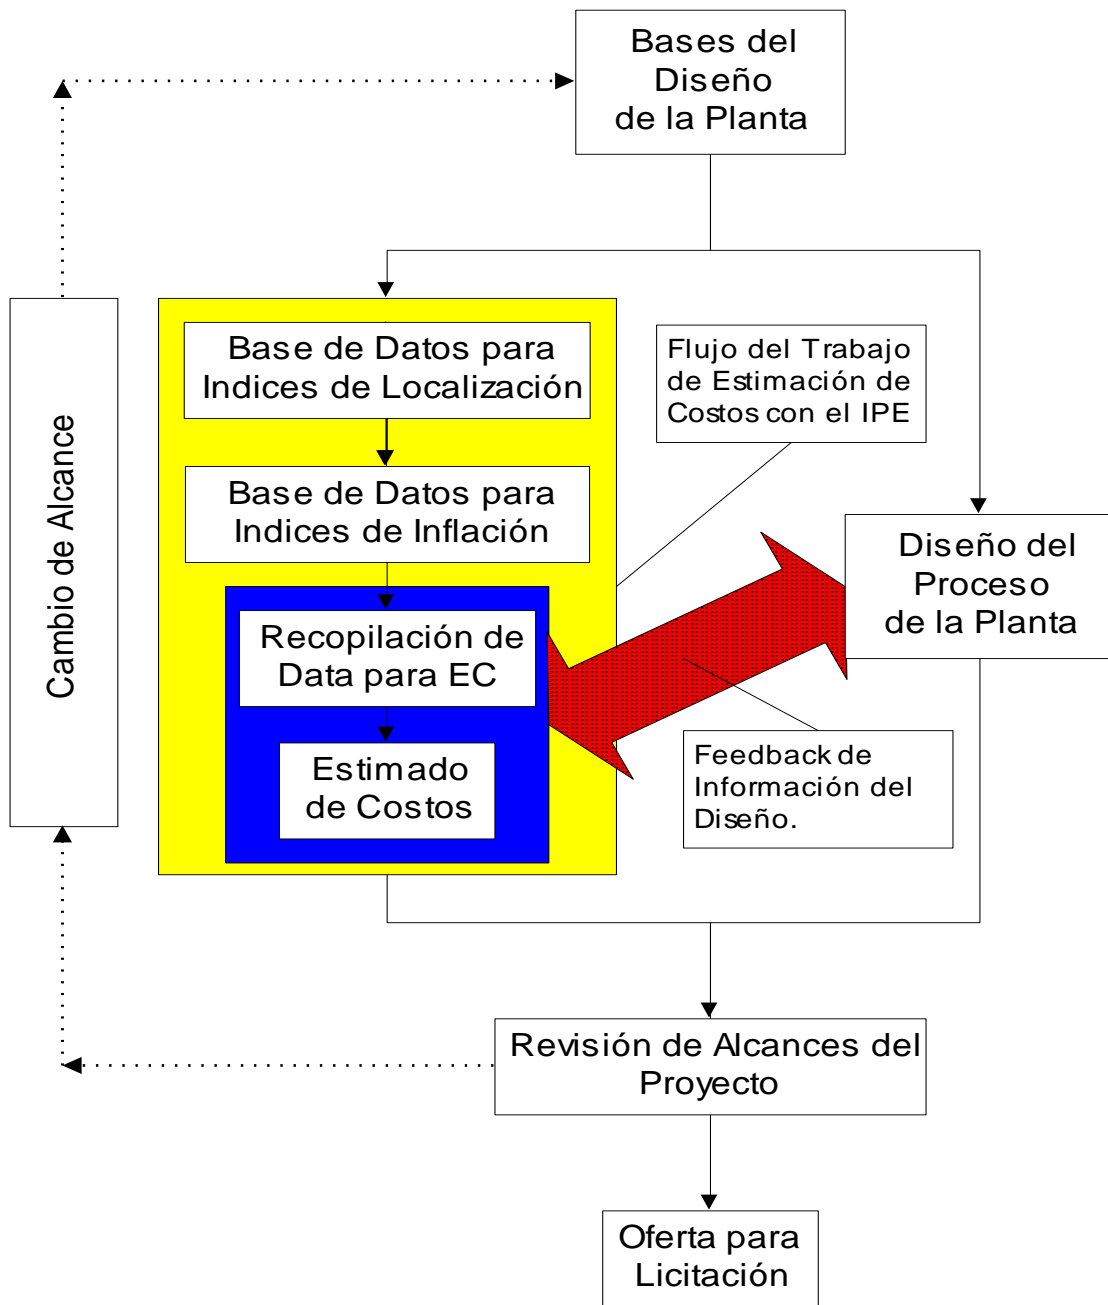 Bases del
Diseño
de la Planta
Base de Datos para
Indices de Localización
Flujo del Trabajo
de Estimación de
Costos con el IPE
Cambio de Alcance
Base de Datos para
Indices de Inflación
Diseño del
Proceso
de la Planta
Recopilación de
Data para EC
Estimado
de Costos
Feedback de
Información del
Diseño.
Revisión de Alcances del
Proyecto
Oferta para
Licitación